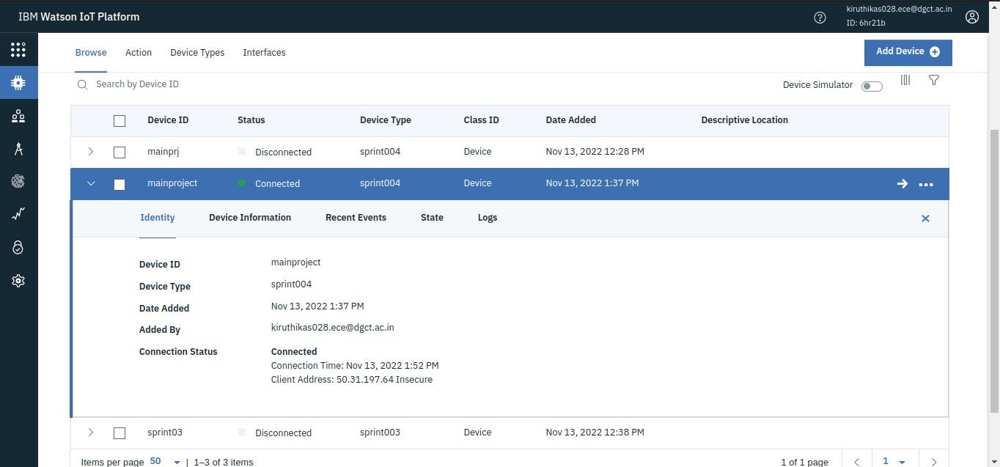 IBM Watson IoT Platform
kiruthikas028.ece@dgct.ac.in
ID: 6hr21b
Browse Action Device Types Interfaces
Add Device
Search by Device ID
Device Simulator
Device ID Status Device Type Class ID Date Added Descriptive Location
mainprj Disconnected sprint004 Device Nov 13, 2022 12:28 PM
mainproject Connected sprint004 Device Nov 13, 2022 1:37 PM
Identity Device Information Recent Events State Logs
Device ID mainproject
Device Type sprint004
Date Added Nov 13, 2022 1:37 PM
Added By kiruthikas028.ece@dgct.ac.in
Connection Status Connected
Connection Time: Nov 13, 2022 1:52 PM
Client Address: 50.31.197.64 Insecure
sprint03 Disconnected sprint003 Device Nov 13, 2022 12:38 PM
Items per page 50 | 1–3 of 3 items 1 of 1 page 1